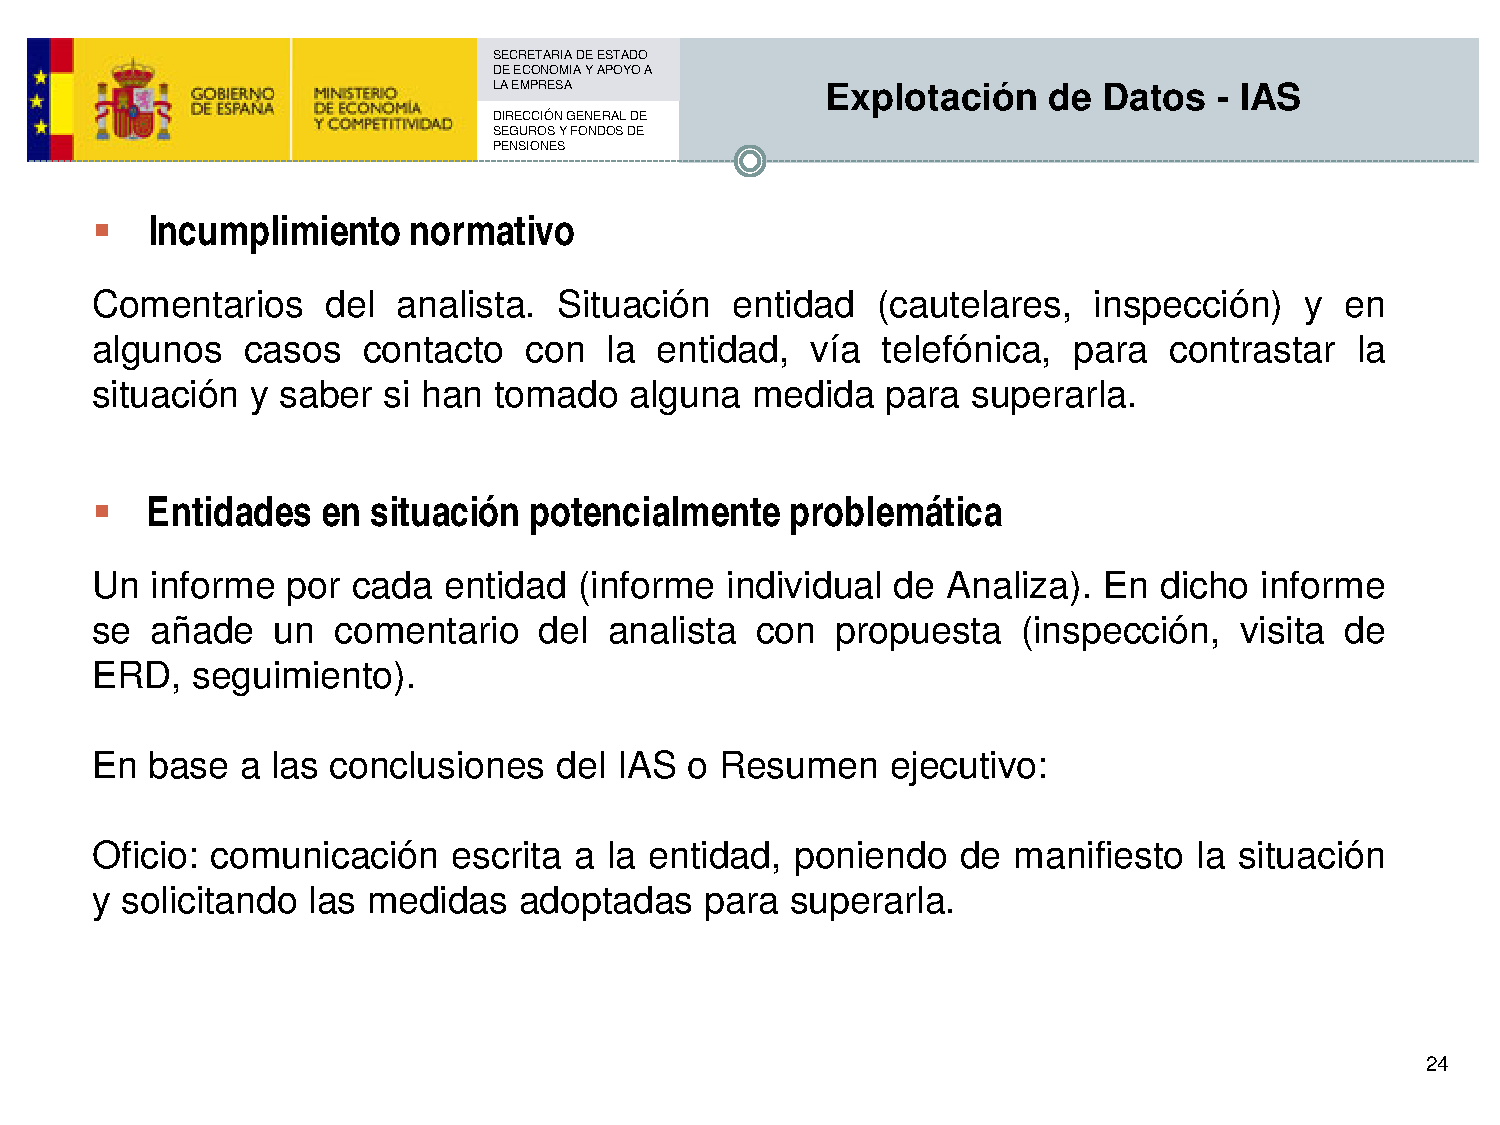 GOBIERNO
DE ESPAÑA
MINISTERIO
DE ECONOMÍA
Y COMPETITIVIDAD
SECRETARIA DE ESTADO
DE ECONOMIA Y APOYO A
LA EMPRESA
DIRECCIÓN GENERAL DE
SEGUROS Y FONDOS DE
PENSIONES
Explotación de Datos - IAS
▪ Incumplimiento normativo
Comentarios del analista. Situación entidad (cautelares, inspección) y en
algunos casos contacto con la entidad, vía telefónica, para contrastar la
situación y saber si han tomado alguna medida para superarla.
▪ Entidades en situación potencialmente problemática
Un informe por cada entidad (informe individual de Analiza). En dicho informe
se añade un comentario del analista con propuesta (inspección, visita de
ERD, seguimiento).
En base a las conclusiones del IAS o Resumen ejecutivo:
Oficio: comunicación escrita a la entidad, poniendo de manifiesto la situación
y solicitando las medidas adoptadas para superarla.
24